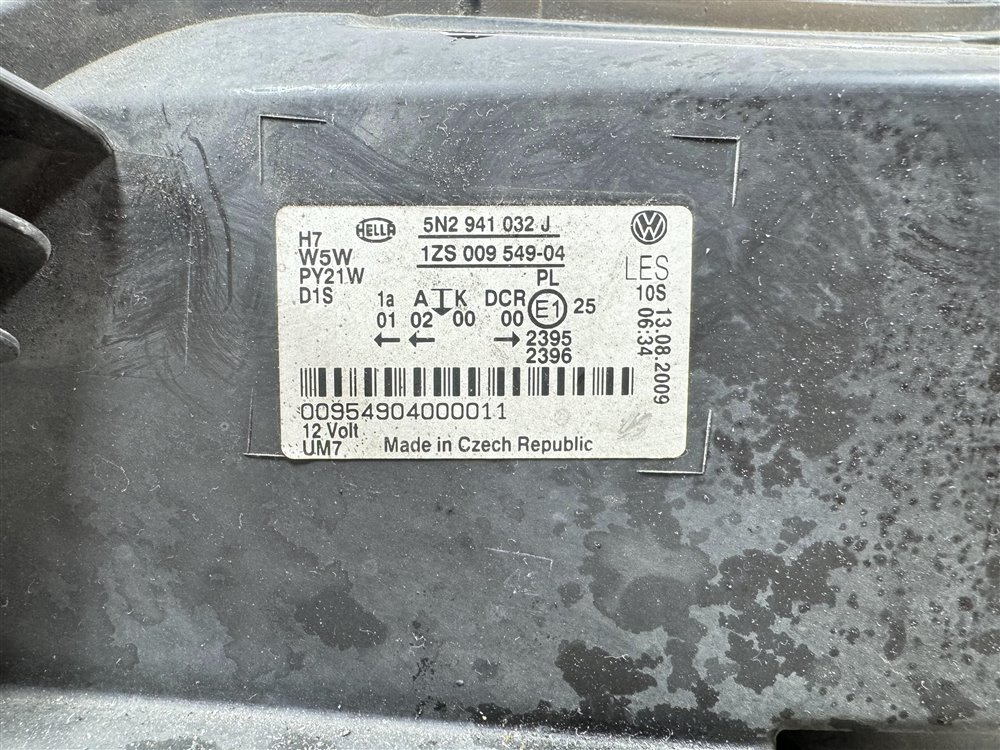 HELLA
5N2 941 032 J
1ZS 009 549-04
H7
W5W
PY21W
D1S
PL
1a A K DCR
01 02 00 00 E1 25
← ← → 2395
2396
00954904000011
12 Volt
UM7
Made in Czech Republic
VW
LES
10S
13.08.2009
06:34